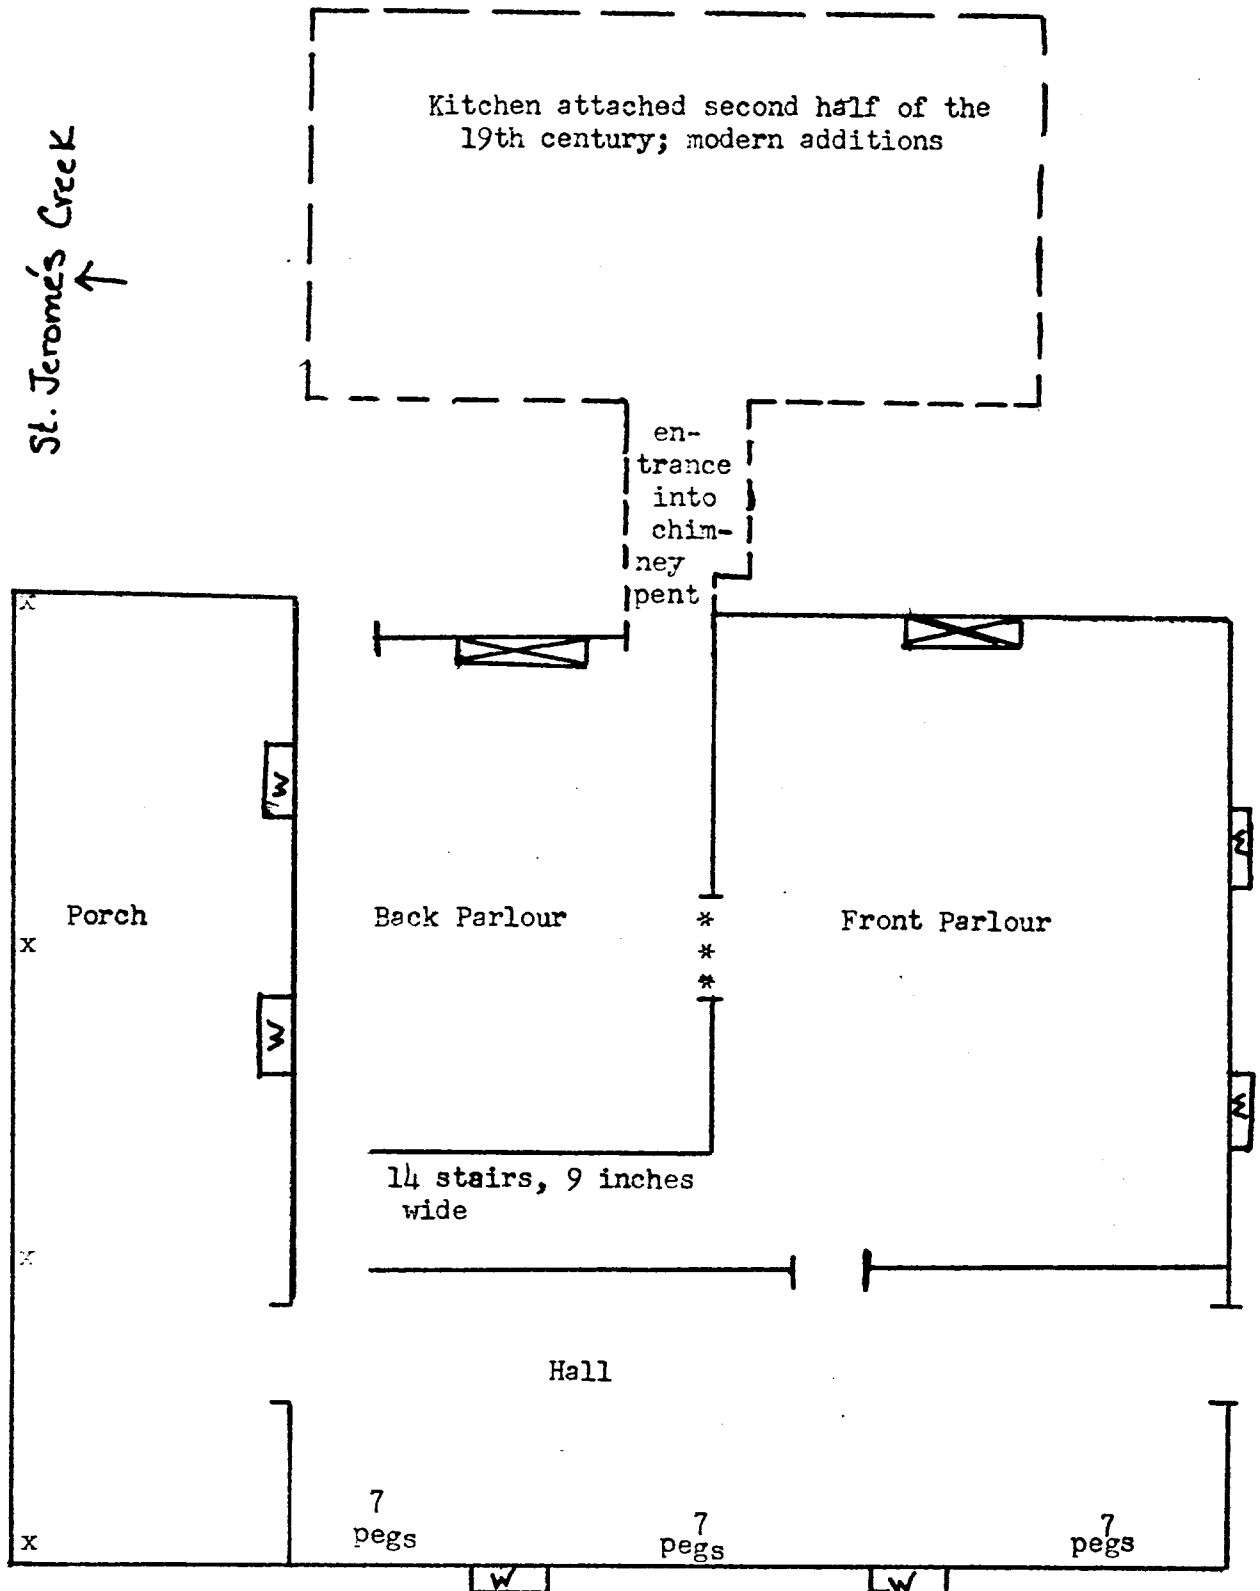 Kitchen attached second half of the
19th century; modern additions
St. Jeromés Creek
en-
trance
into
chim-
ney
pent
x
W
W
Porch
Back Parlour
* * *
Front Parlour
W
x
W
14 stairs, 9 inches
wide
x
Hall
7
pegs
7
pegs
7
pegs
x
W
W